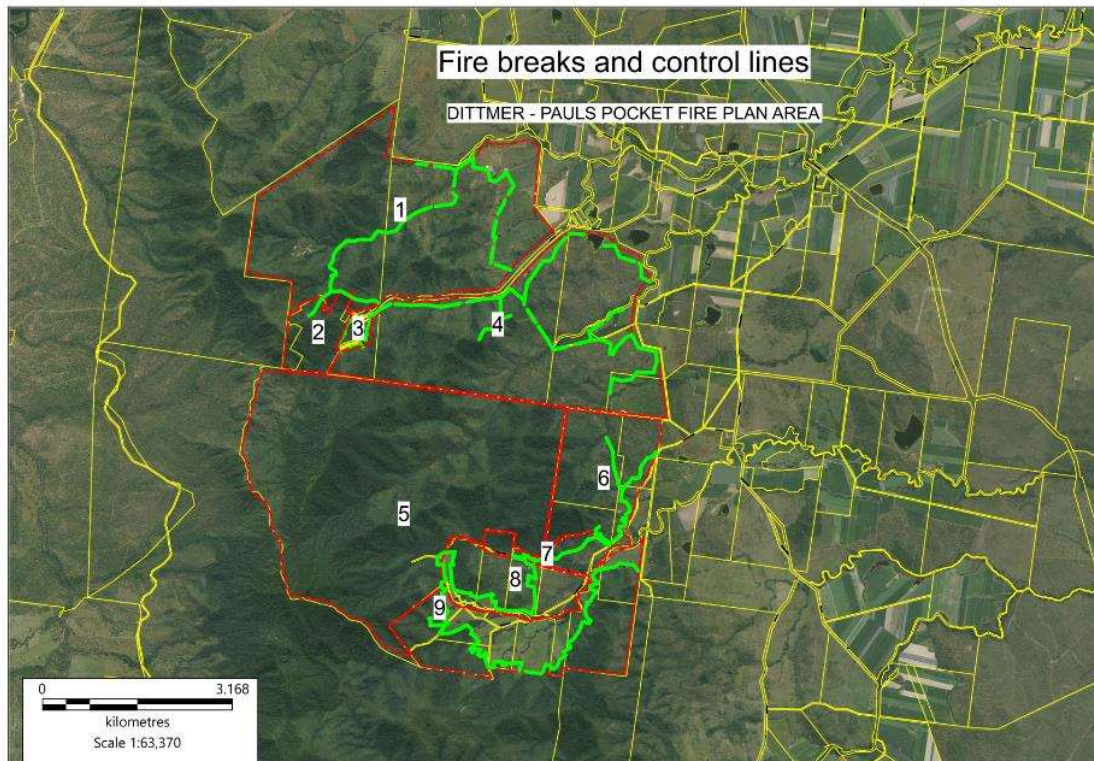 Fire breaks and control lines
DITTMER - PAULS POCKET FIRE PLAN AREA
1
2
3
4
5
6
7
8
9
0 3.168
kilometres
Scale 1:63,370